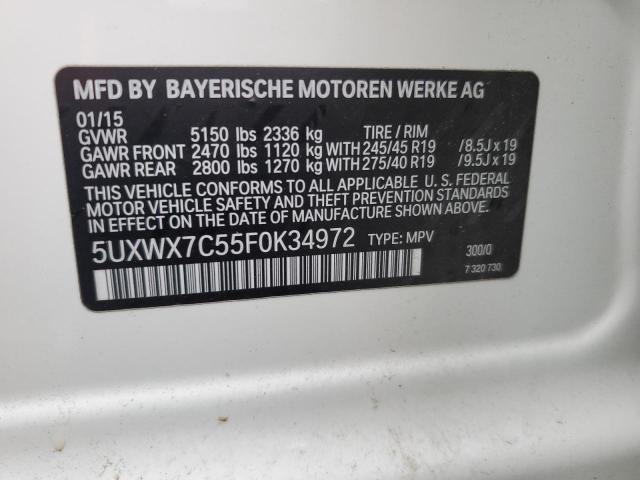 MFD BY BAYERISCHE MOTOREN WERKE AG
01/15
GVWR 5150 lbs 2336 kg TIRE / RIM
GAWR FRONT 2470 lbs 1120 kg WITH 245/45 R19 /8.5J x 19
GAWR REAR 2800 lbs 1270 kg WITH 275/40 R19 /9.5J x 19
THIS VEHICLE CONFORMS TO ALL APPLICABLE U. S. FEDERAL
MOTOR VEHICLE SAFETY AND THEFT PREVENTION STANDARDS
IN EFFECT ON THE DATE OF MANUFACTURE SHOWN ABOVE.
5UXWX7C55F0K34972 TYPE: MPV 300/0
7 320 730